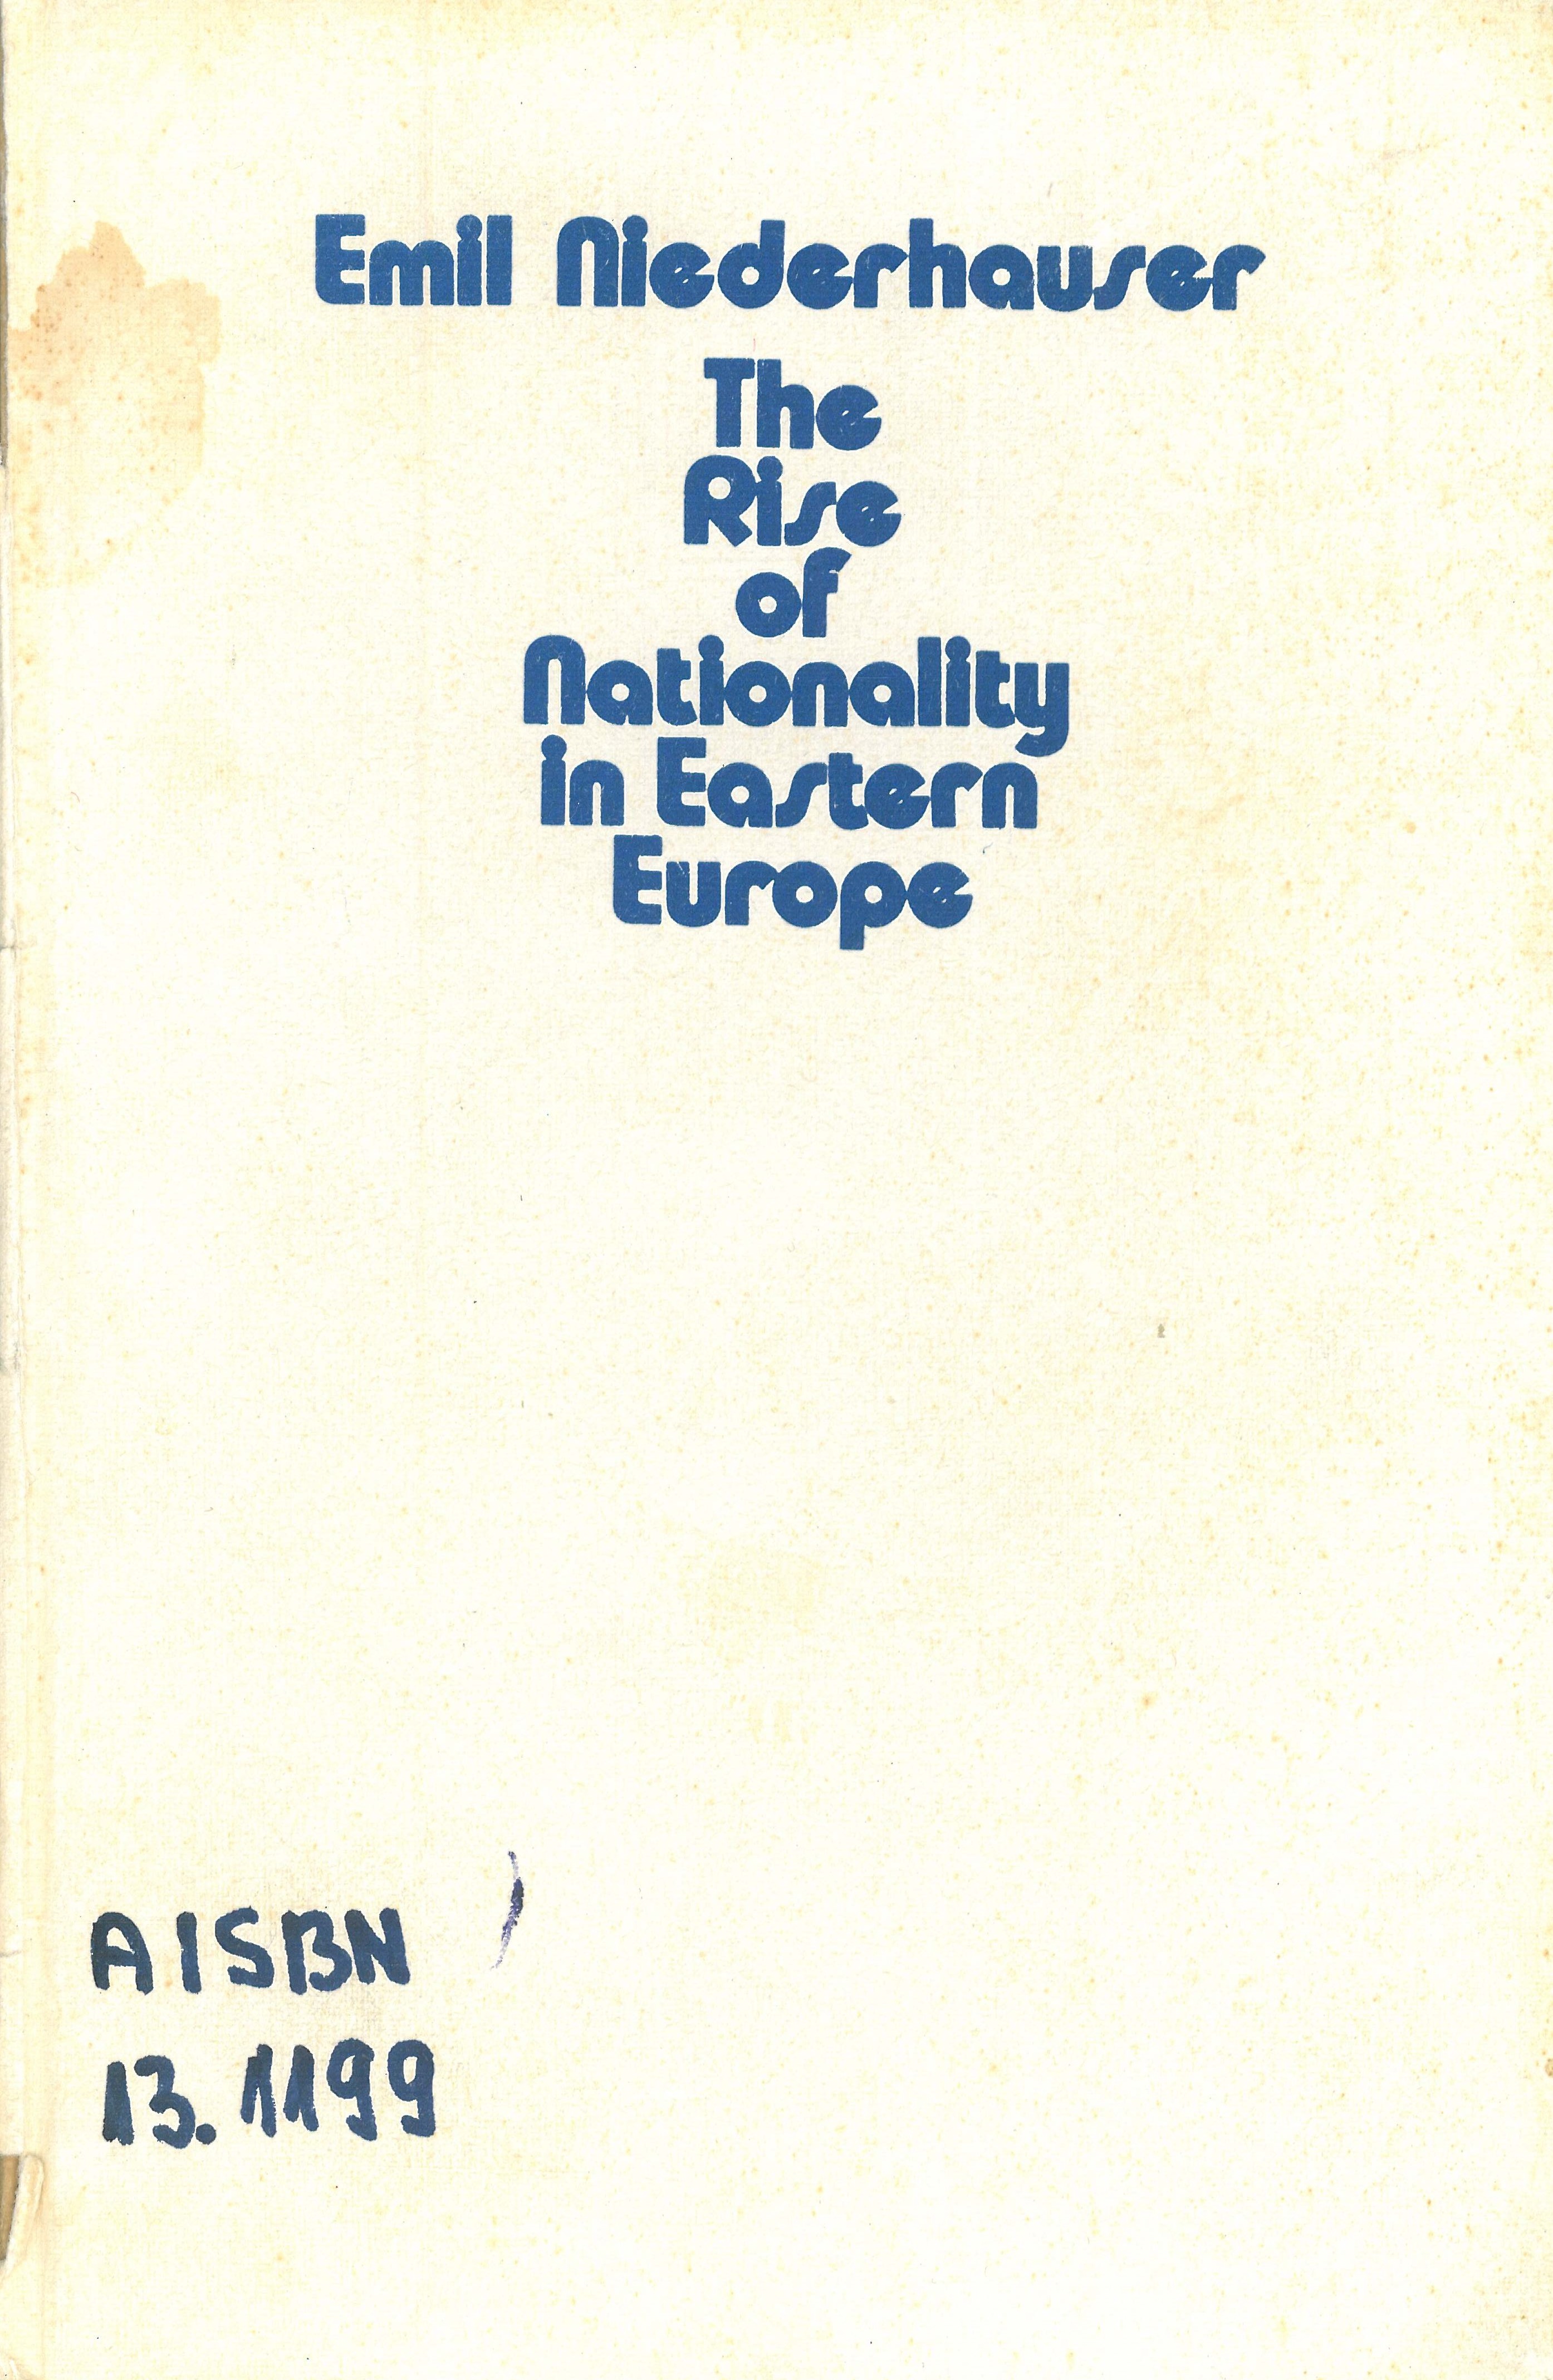 Emil Niederhauser
The
Rise
of
Nationality
in Eastern
Europe
AISBN
13.1199